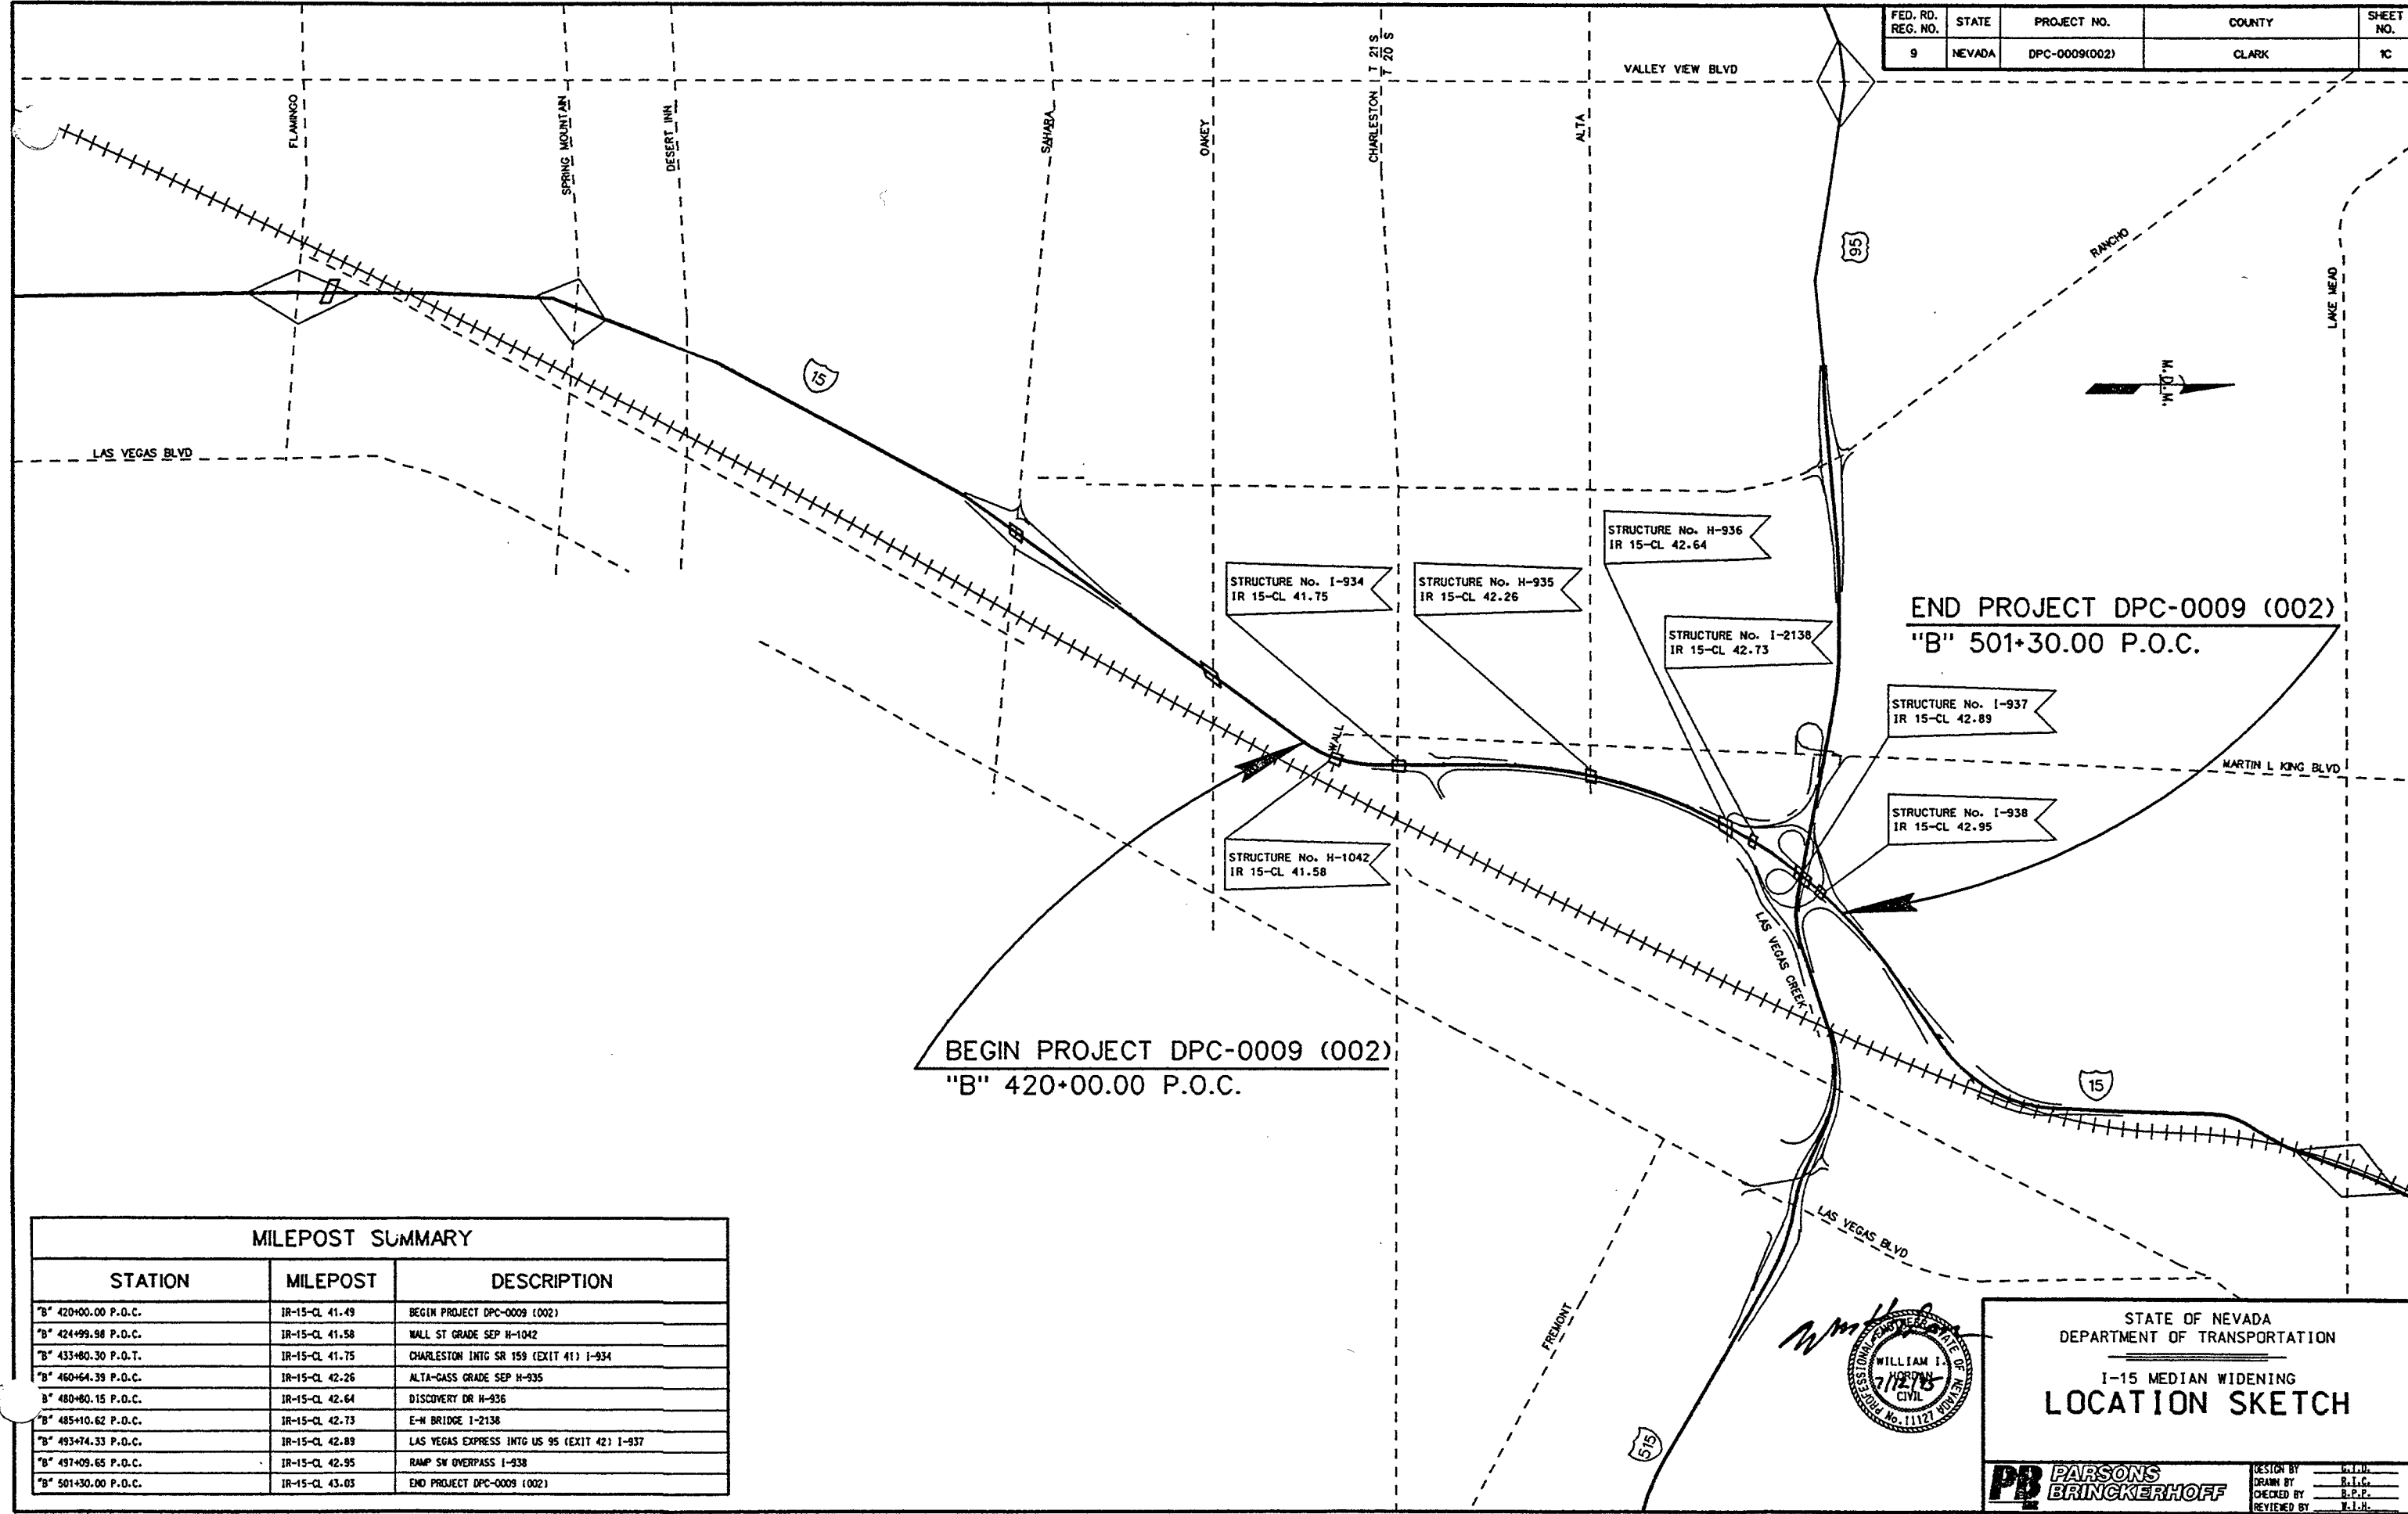 FED. RD. REG. NO. STATE PROJECT NO. COUNTY SHEET NO.
9 NEVADA DPC-0009(002) CLARK 1C
VALLEY VIEW BLVD
FLAMINGO
SPRING MOUNTAIN
DESERT INN
SAHARA
OAKEY
CHARLESTON
T 21 S
T 20 S
ALTA
95
RANCHO
LAKE MEAD
M.D.M.
15
LAS VEGAS BLVD
STRUCTURE No. H-936
IR 15-CL 42.64
STRUCTURE No. I-934
IR 15-CL 41.75
STRUCTURE No. H-935
IR 15-CL 42.26
STRUCTURE No. I-2138
IR 15-CL 42.73
END PROJECT DPC-0009 (002)
"B" 501+30.00 P.O.C.
STRUCTURE No. I-937
IR 15-CL 42.89
WALL
MARTIN L KING BLVD
STRUCTURE No. I-938
IR 15-CL 42.95
STRUCTURE No. H-1042
IR 15-CL 41.58
LAS VEGAS CREEK
BEGIN PROJECT DPC-0009 (002)
"B" 420+00.00 P.O.C.
15
LAS VEGAS BLVD
FREMONT
515
MILEPOST SUMMARY
STATION MILEPOST DESCRIPTION
"B" 420+00.00 P.O.C. IR-15-CL 41.49 BEGIN PROJECT DPC-0009 (002)
"B" 424+99.98 P.O.C. IR-15-CL 41.58 WALL ST GRADE SEP H-1042
"B" 433+80.30 P.O.T. IR-15-CL 41.75 CHARLESTON INTG SR 159 (EXIT 41) I-934
"B" 460+64.39 P.O.C. IR-15-CL 42.26 ALTA-GASS GRADE SEP H-935
"B" 480+80.15 P.O.C. IR-15-CL 42.64 DISCOVERY DR H-936
"B" 485+10.62 P.O.C. IR-15-CL 42.73 E-N BRIDGE I-2138
"B" 493+74.33 P.O.C. IR-15-CL 42.89 LAS VEGAS EXPRESS INTG US 95 (EXIT 42) I-937
"B" 497+09.65 P.O.C. IR-15-CL 42.95 RAMP SW OVERPASS I-938
"B" 501+30.00 P.O.C. IR-15-CL 43.03 END PROJECT DPC-0009 (002)
PROFESSIONAL ENGINEER STATE OF NEVADA
WILLIAM I.
HORDAN
7/12/95
CIVIL
No. 11127
STATE OF NEVADA
DEPARTMENT OF TRANSPORTATION
I-15 MEDIAN WIDENING
LOCATION SKETCH
PB PARSONS
BRINCKERHOFF
DESIGN BY G.T.D.
DRAWN BY R.T.C.
CHECKED BY B.P.P.
REVIEWED BY W.I.H.